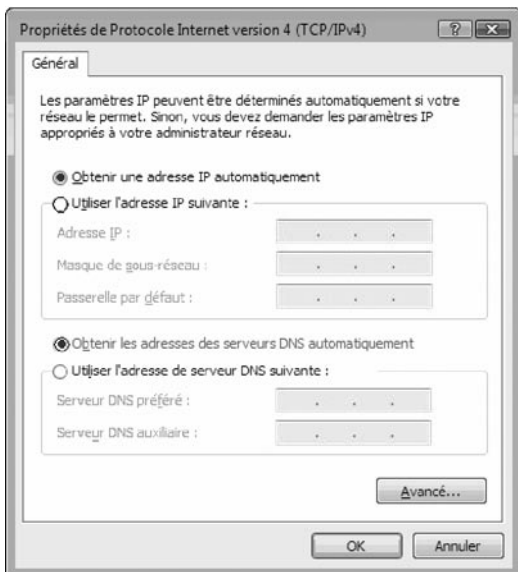 Propriétés de Protocole Internet version 4 (TCP/IPv4)
Général
Les paramètres IP peuvent être déterminés automatiquement si votre
réseau le permet. Sinon, vous devez demander les paramètres IP
appropriés à votre administrateur réseau.
Obtenir une adresse IP automatiquement
Utiliser l'adresse IP suivante :
Adresse IP :
Masque de sous-réseau :
Passerelle par défaut :
Obtenir les adresses des serveurs DNS automatiquement
Utiliser l'adresse de serveur DNS suivante :
Serveur DNS préféré :
Serveur DNS auxiliaire :
Avancé...
OK Annuler